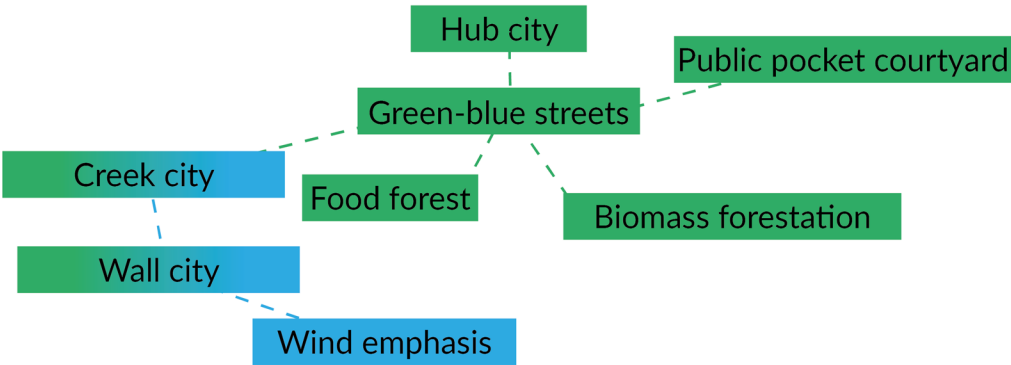 Hub city
Public pocket courtyard
Green-blue streets
Creek city
Food forest
Biomass forestation
Wall city
Wind emphasis